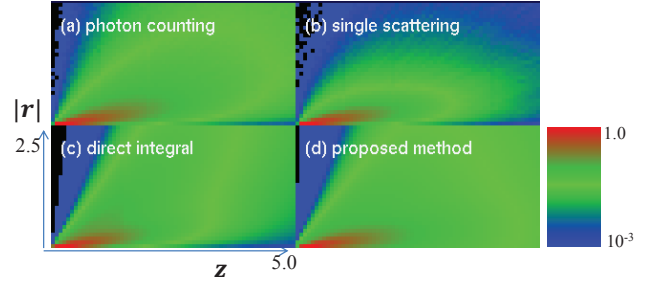 (a) photon counting
(b) single scattering
|r|
2.5
(c) direct integral
(d) proposed method
1.0
10⁻³
z
5.0